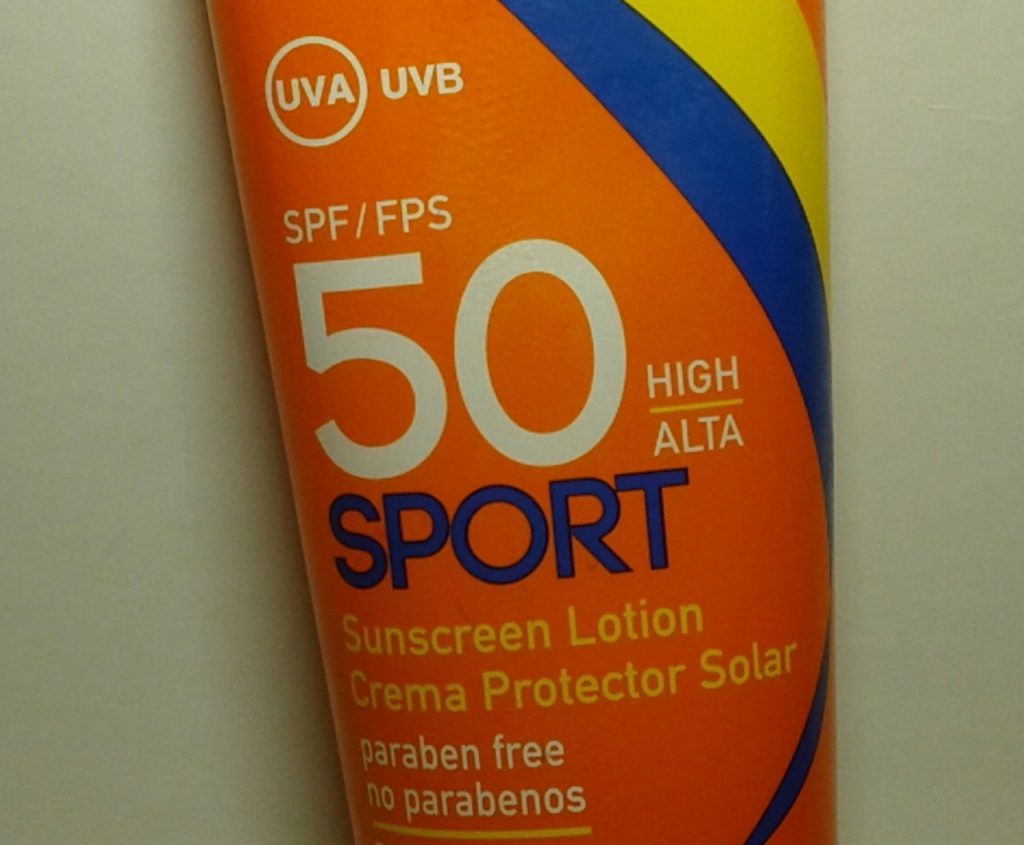 UVA UVB
SPF/FPS
50
HIGH
ALTA
SPORT
Sunscreen Lotion
Crema Protector Solar
paraben free
no parabenos